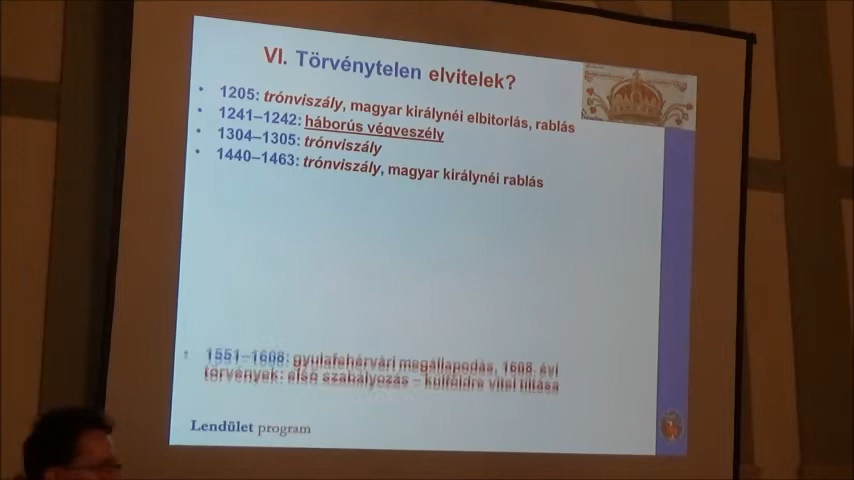 VI. Törvénytelen elvitelek?
• 1205: trónviszály, magyar királynéi elbitorlás, rablás
• 1241–1242: háborús végveszély
• 1304–1305: trónviszály
• 1440–1463: trónviszály, magyar királynéi rablás
• 1551–1608: gyulafehérvári megállapodás, 1608. évi
törvények: első szabályozás – külföldre vitel tiltása
Lendület program